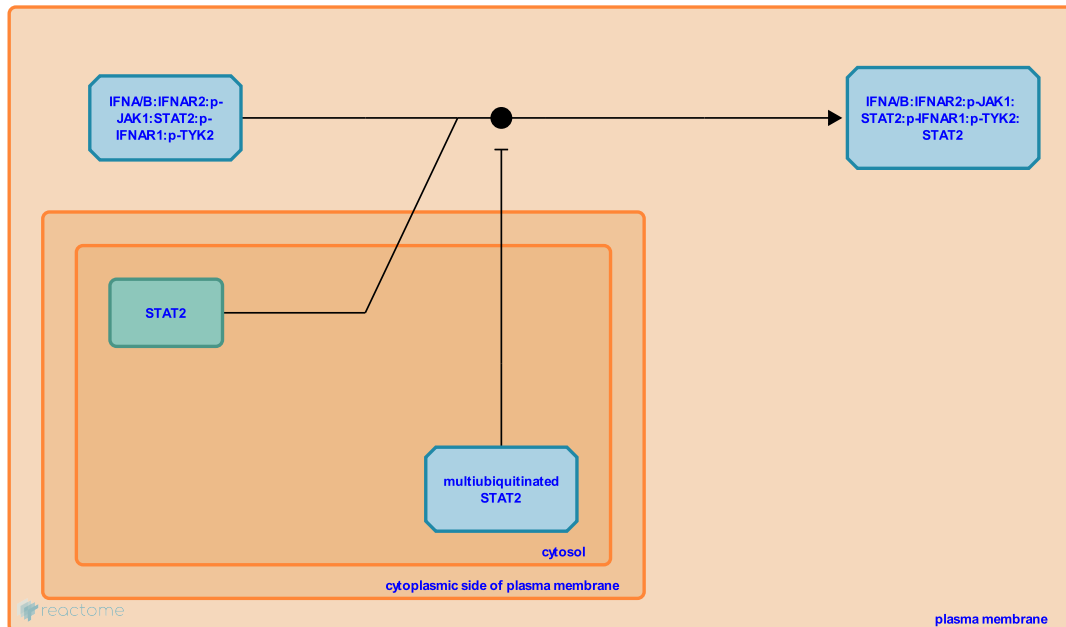 IFNA/B:IFNAR2:p-
JAK1:STAT2:p-
IFNAR1:p-TYK2
IFNA/B:IFNAR2:p-JAK1:
STAT2:p-IFNAR1:p-TYK2:
STAT2
STAT2
multiubiquitinated
STAT2
cytosol
cytoplasmic side of plasma membrane
reactome
plasma membrane